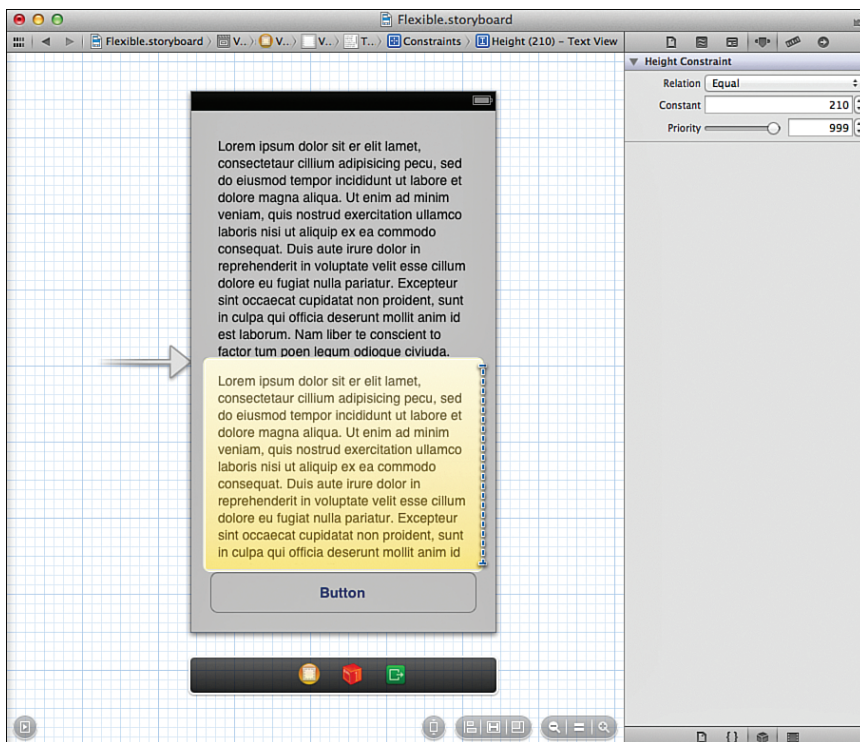 Flexible.storyboard
Flexible.storyboard V.. V.. V.. T.. Constraints Height (210) – Text View
Height Constraint
Relation Equal
Constant 210
Priority 999
Lorem ipsum dolor sit er elit lamet,
consectetaur cillium adipisicing pecu, sed
do eiusmod tempor incididunt ut labore et
dolore magna aliqua. Ut enim ad minim
veniam, quis nostrud exercitation ullamco
laboris nisi ut aliquip ex ea commodo
consequat. Duis aute irure dolor in
reprehenderit in voluptate velit esse cillum
dolore eu fugiat nulla pariatur. Excepteur
sint occaecat cupidatat non proident, sunt
in culpa qui officia deserunt mollit anim id
est laborum. Nam liber te conscient to
factor tum poen legum odioque civiuda.
Lorem ipsum dolor sit er elit lamet,
consectetaur cillium adipisicing pecu, sed
do eiusmod tempor incididunt ut labore et
dolore magna aliqua. Ut enim ad minim
veniam, quis nostrud exercitation ullamco
laboris nisi ut aliquip ex ea commodo
consequat. Duis aute irure dolor in
reprehenderit in voluptate velit esse cillum
dolore eu fugiat nulla pariatur. Excepteur
sint occaecat cupidatat non proident, sunt
in culpa qui officia deserunt mollit anim id
Button